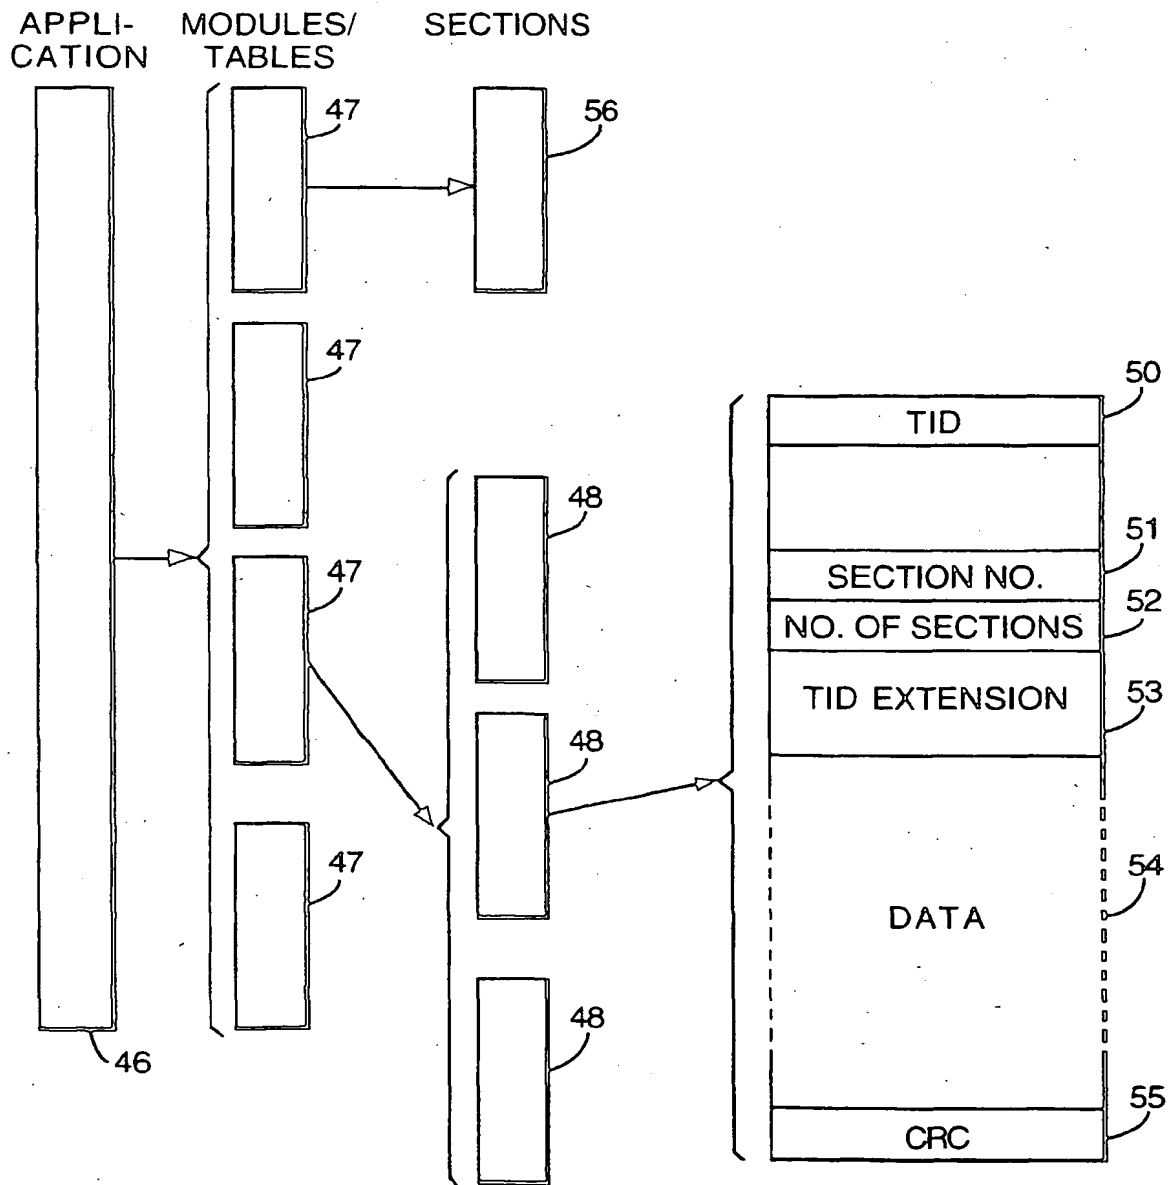 APPLI-
CATION
MODULES/
TABLES
SECTIONS
47
56
47
50
TID
48
51
SECTION NO.
47
52
NO. OF SECTIONS
TID EXTENSION
53
48
47
54
DATA
48
46
55
CRC